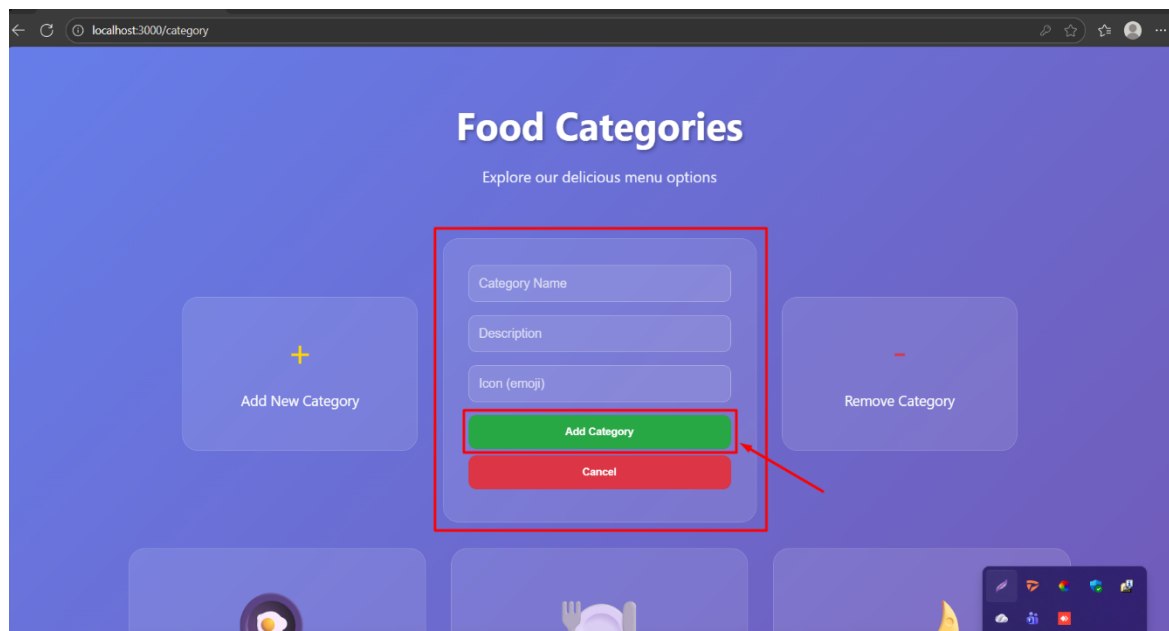 localhost:3000/category
Food Categories
Explore our delicious menu options
Category Name
Description
Icon (emoji)
Add Category
Cancel
+
Add New Category
-
Remove Category